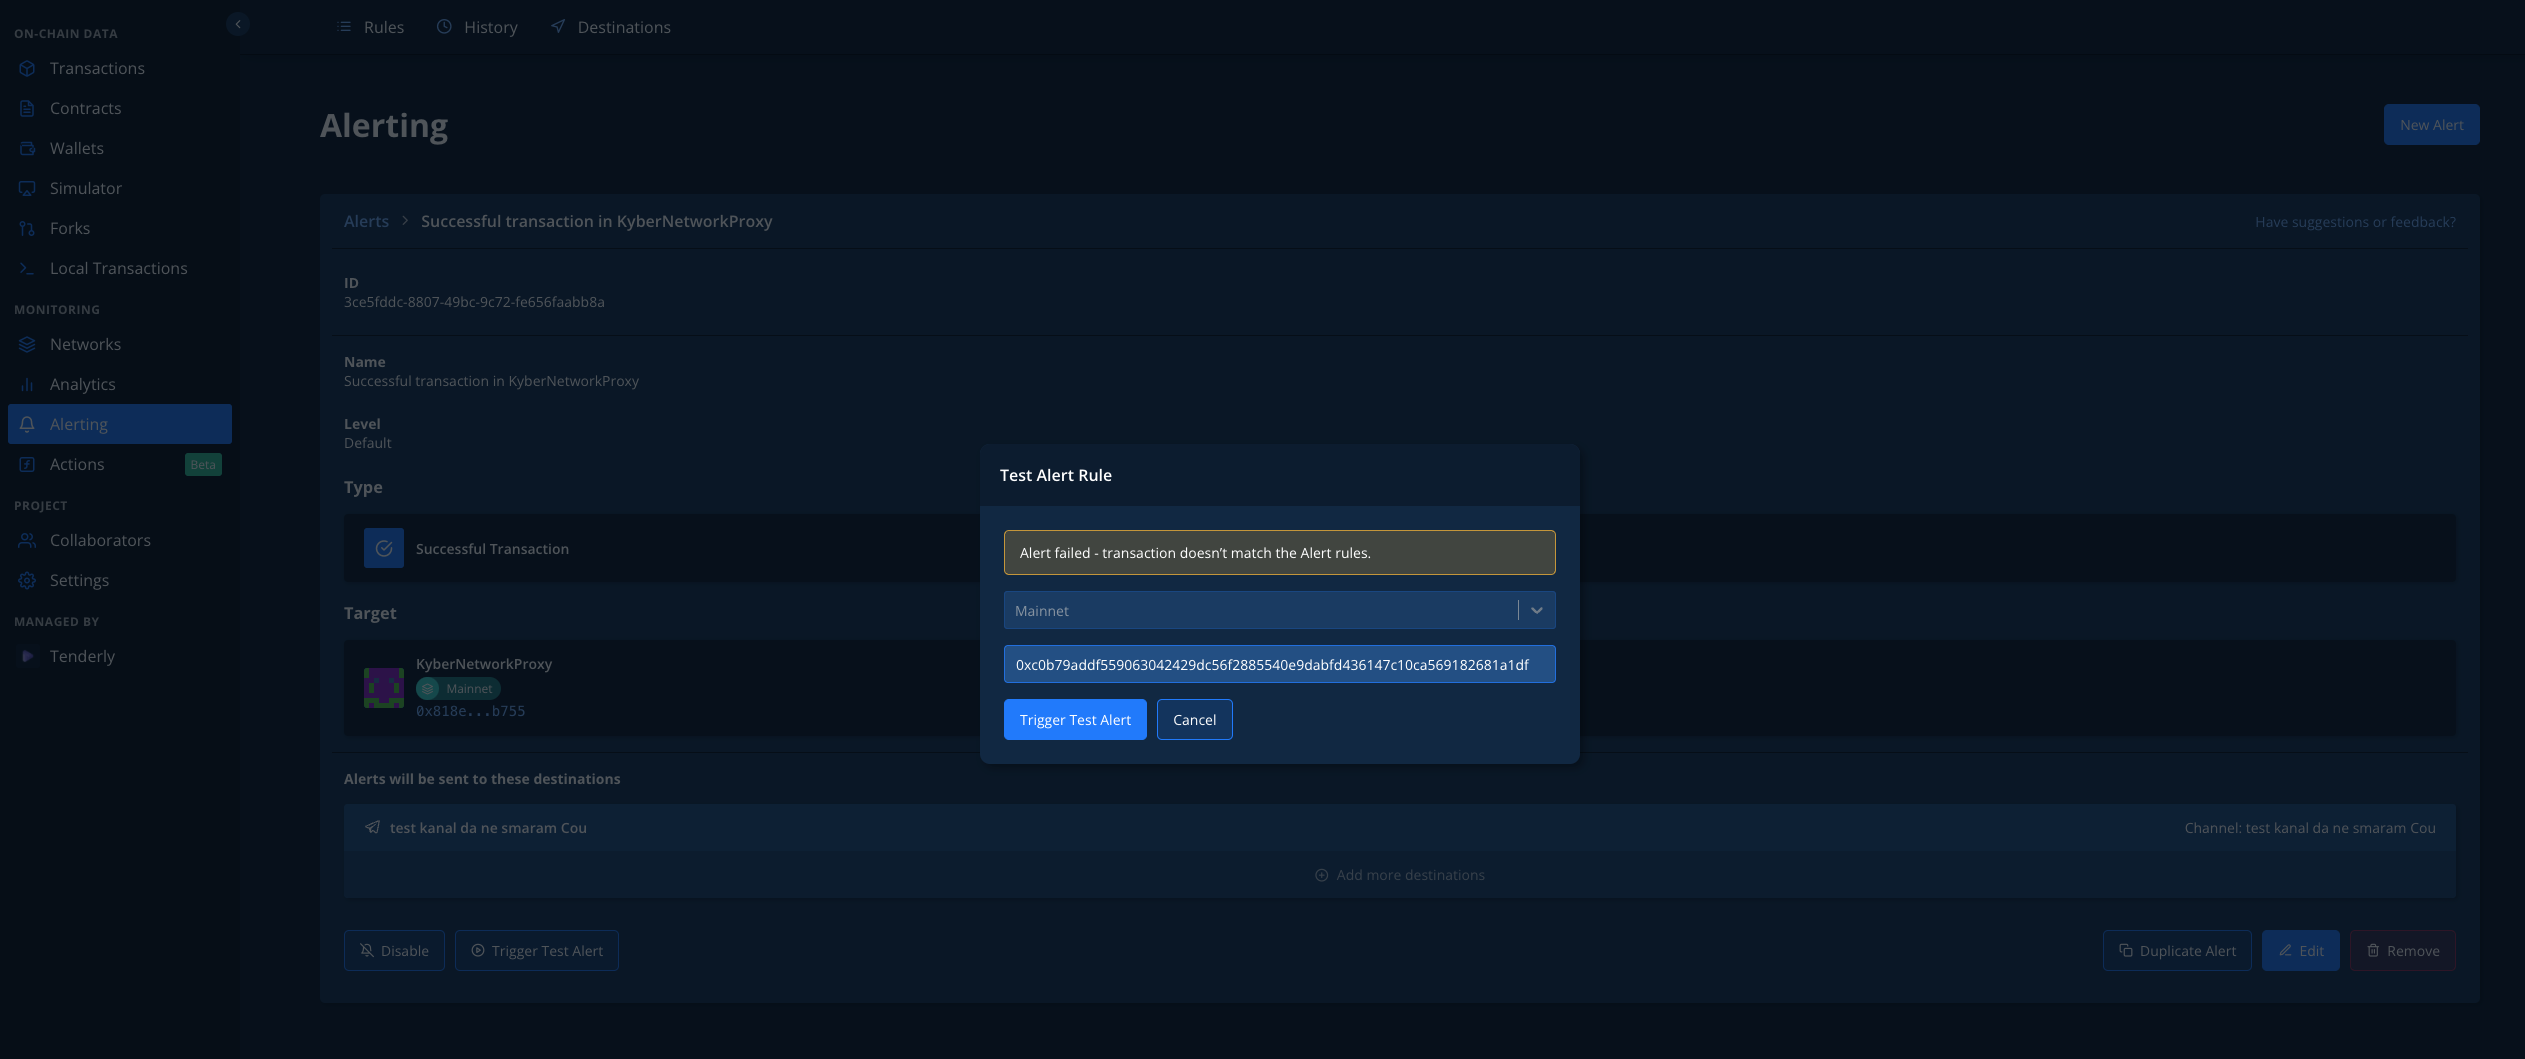 ON-CHAIN DATA
Transactions
Contracts
Wallets
Simulator
Forks
Local Transactions
MONITORING
Networks
Analytics
Alerting
Actions
Beta
PROJECT
Collaborators
Settings
MANAGED BY
Tenderly
Rules
History
Destinations
Alerting
New Alert
Alerts > Successful transaction in KyberNetworkProxy
Have suggestions or feedback?
ID
3ce5fddc-8807-49bc-9c72-fe656faabb8a
Name
Successful transaction in KyberNetworkProxy
Level
Default
Type
Successful Transaction
Target
KyberNetworkProxy
Mainnet
0x818e...b755
Test Alert Rule
Alert failed - transaction doesn’t match the Alert rules.
Mainnet
0xc0b79addf559063042429dc56f2885540e9dabfd436147c10ca569182681a1df
Trigger Test Alert
Cancel
Alerts will be sent to these destinations
test kanal da ne smaram Cou
Channel: test kanal da ne smaram Cou
Add more destinations
Disable
Trigger Test Alert
Duplicate Alert
Edit
Remove